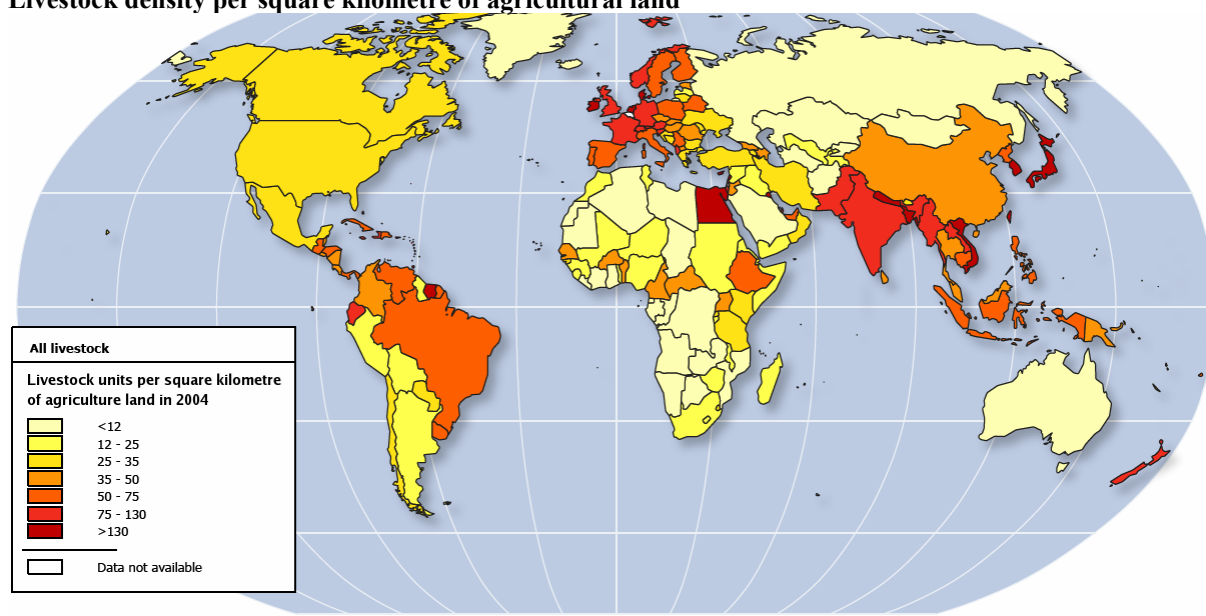 Livestock density per square kilometre of agricultural land
All livestock
Livestock units per square kilometre
of agriculture land in 2004
<12
12 - 25
25 - 35
35 - 50
50 - 75
75 - 130
>130
Data not available